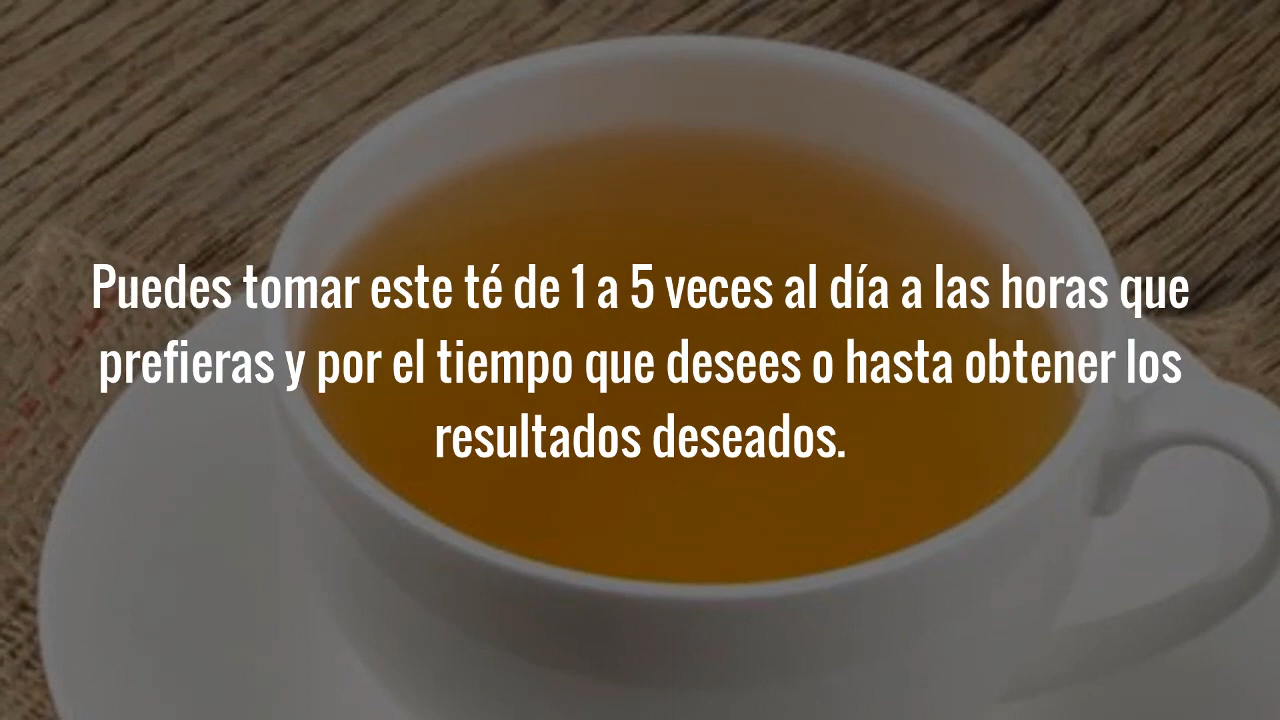 Puedes tomar este té de 1 a 5 veces al día a las horas que
prefieras y por el tiempo que desees o hasta obtener los
resultados deseados.